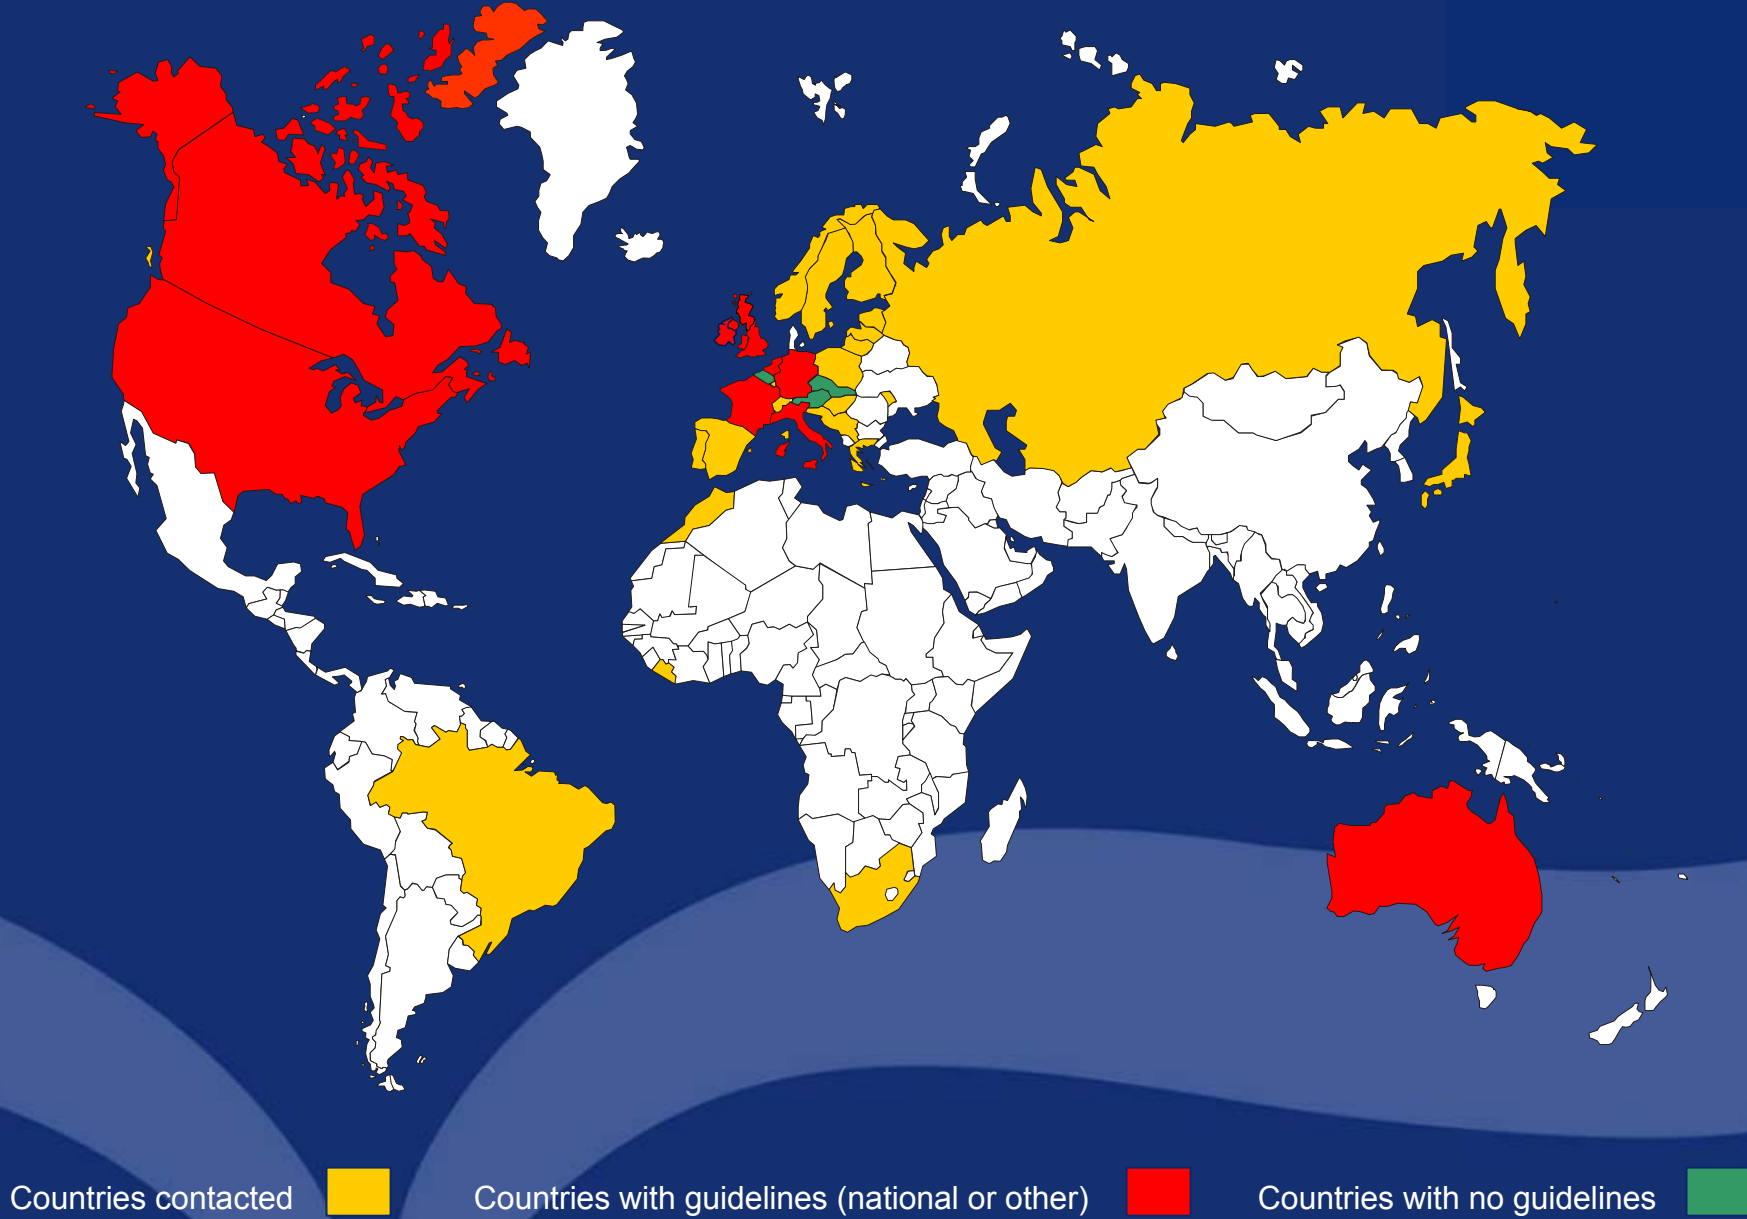 Countries contacted
Countries with guidelines (national or other)
Countries with no guidelines